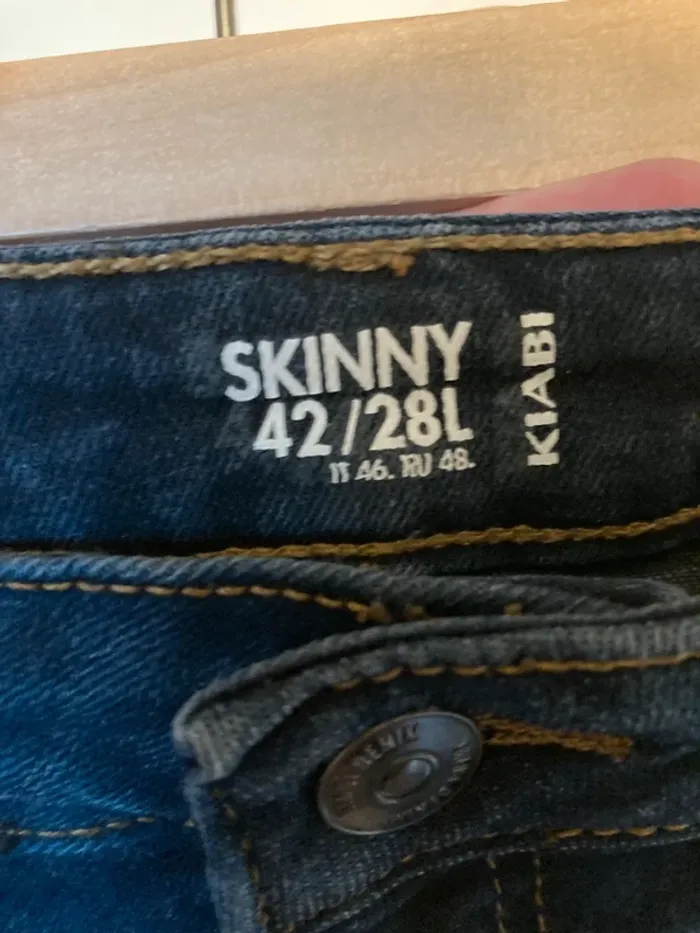 SKINNY
42/28L
IT 46. RU 48.
KIABI